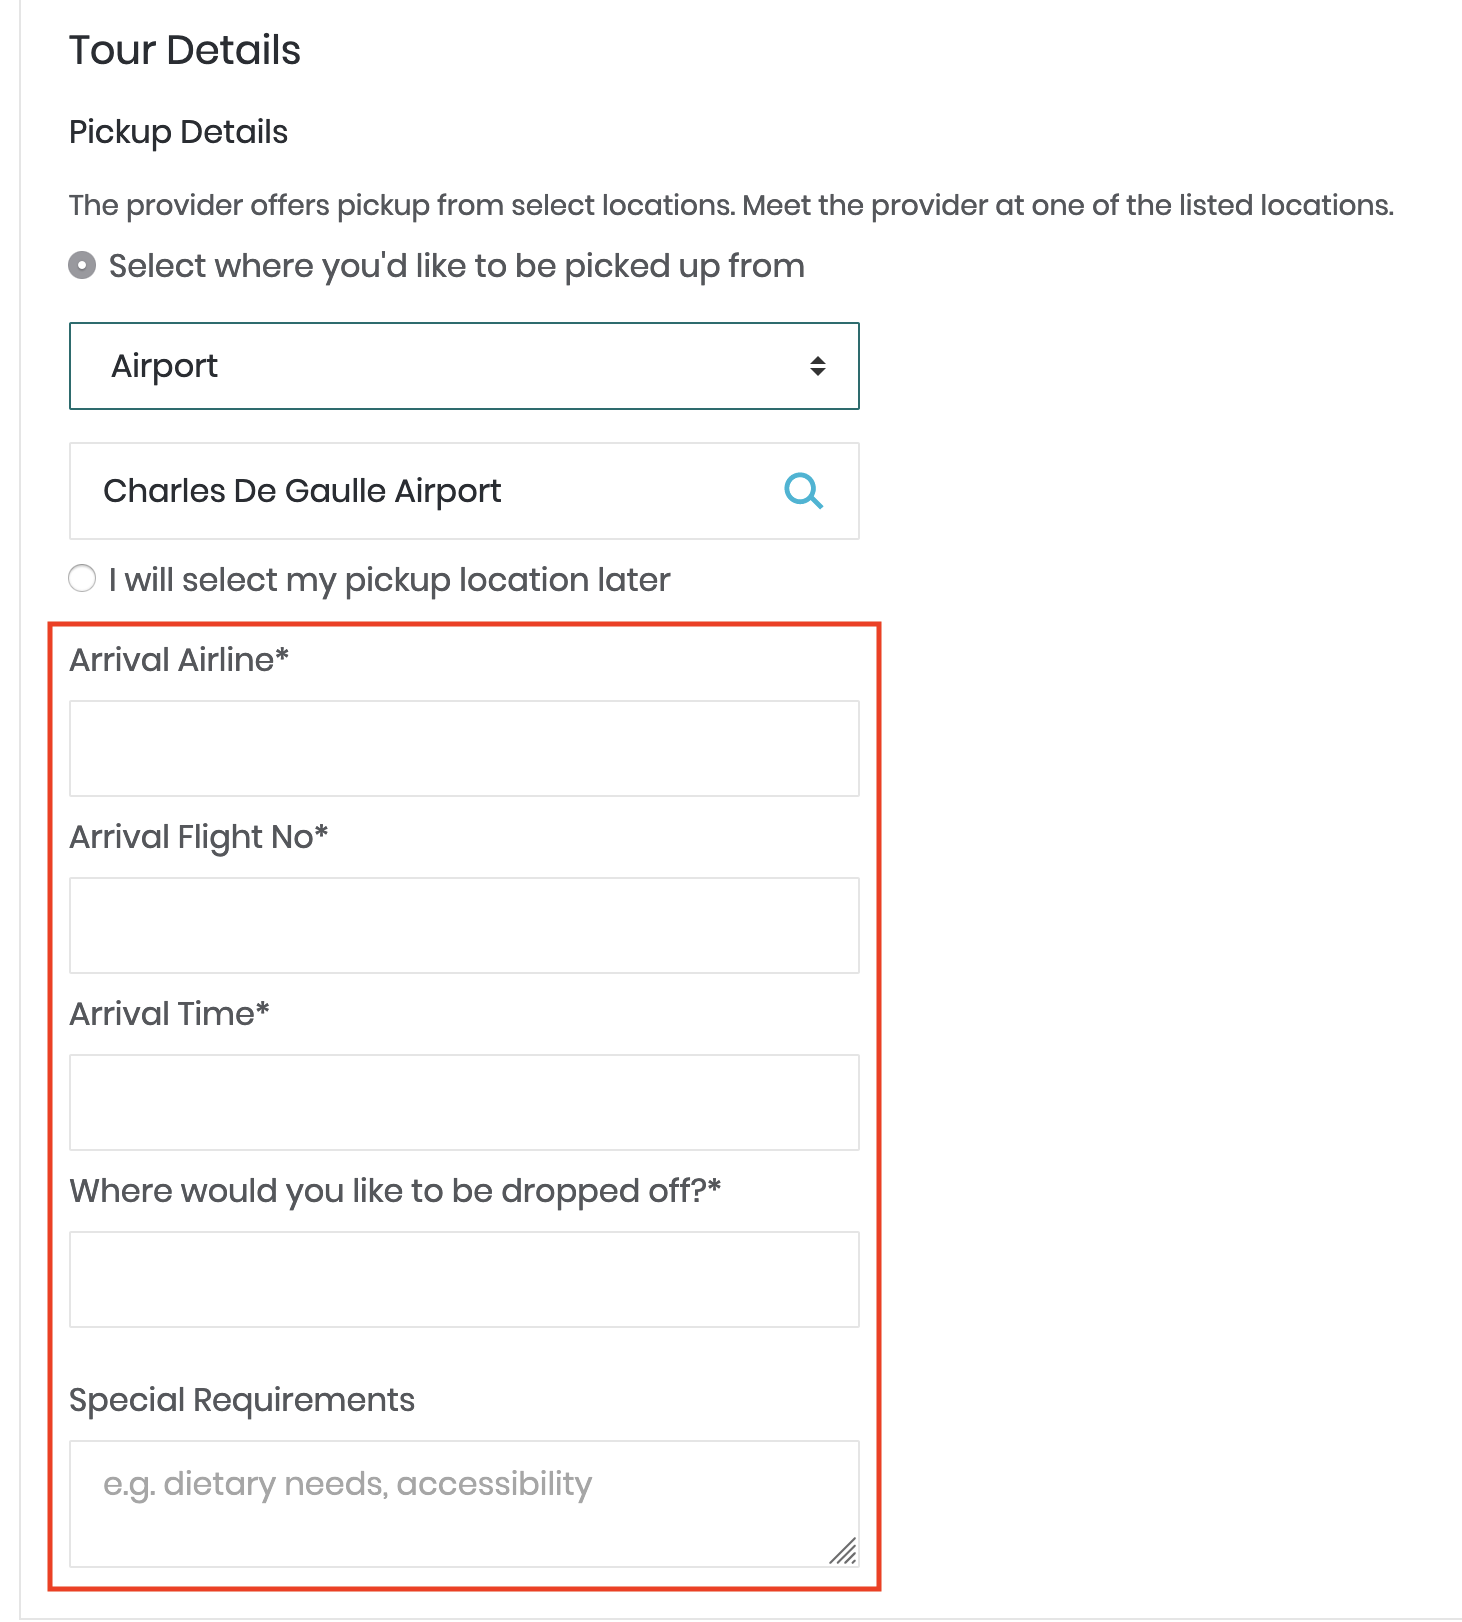 Tour Details
Pickup Details
The provider offers pickup from select locations. Meet the provider at one of the listed locations.
Select where you'd like to be picked up from
Airport
Charles De Gaulle Airport
I will select my pickup location later
Arrival Airline*
Arrival Flight No*
Arrival Time*
Where would you like to be dropped off?*
Special Requirements
e.g. dietary needs, accessibility